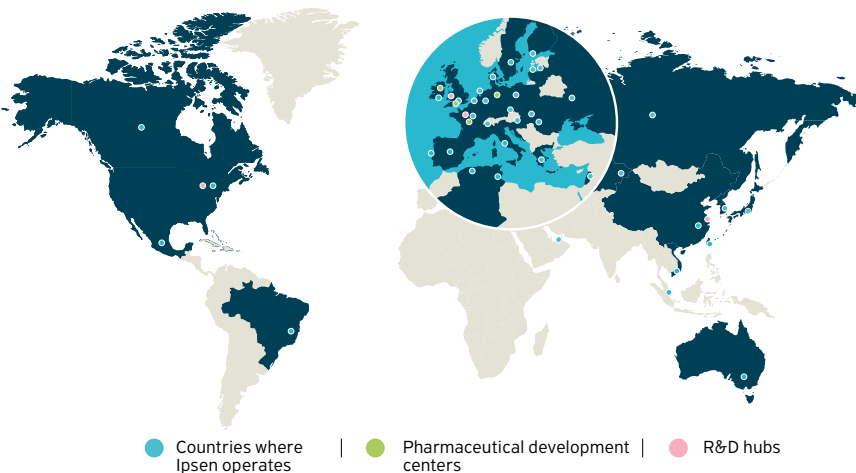 Countries where
Ipsen operates
Pharmaceutical development
centers
R&D hubs